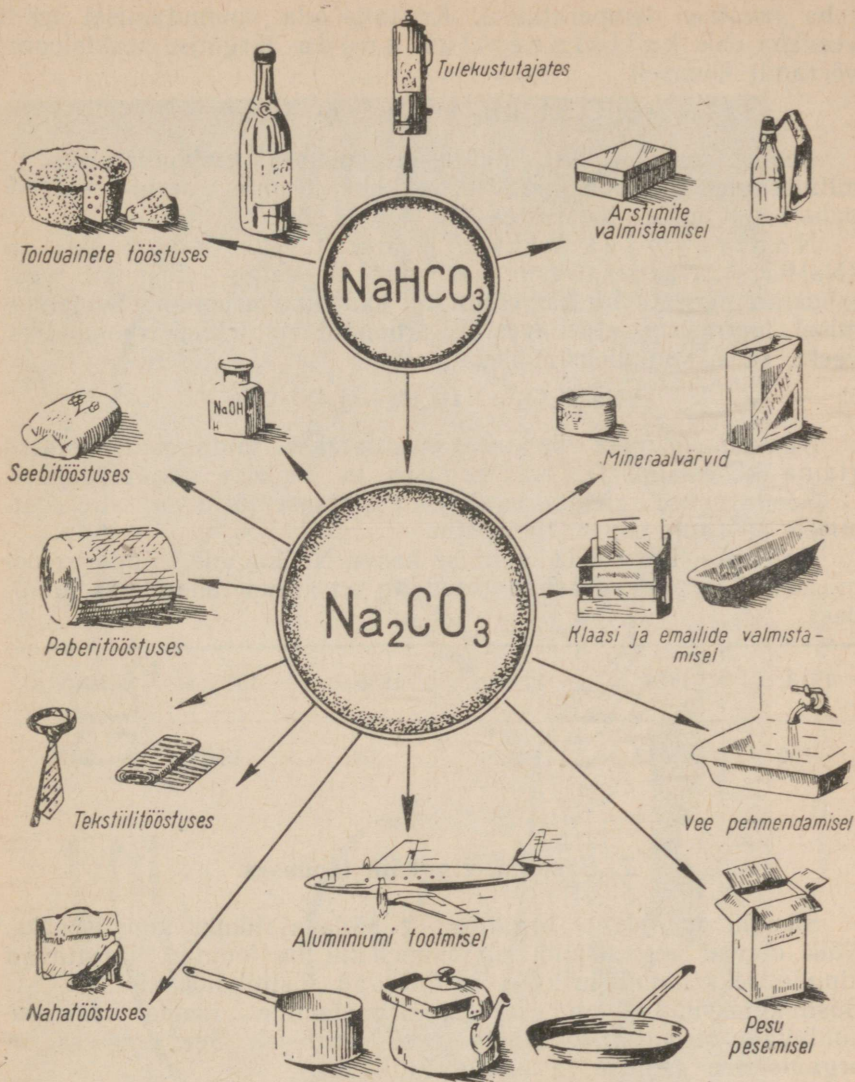 Tulekustutajates
Toiduainete tööstuses
Arstimite
valmistamisel
NaHCO₃
NaOH
Seebitööstuses
Mineraalvärvid
Na₂CO₃
Paberitööstuses
Klaasi ja emailide valmista-
misel
Tekstiilitööstuses
Vee pehmendamisel
Alumiiniumi tootmisel
Nahatööstuses
Pesu
pesemisel